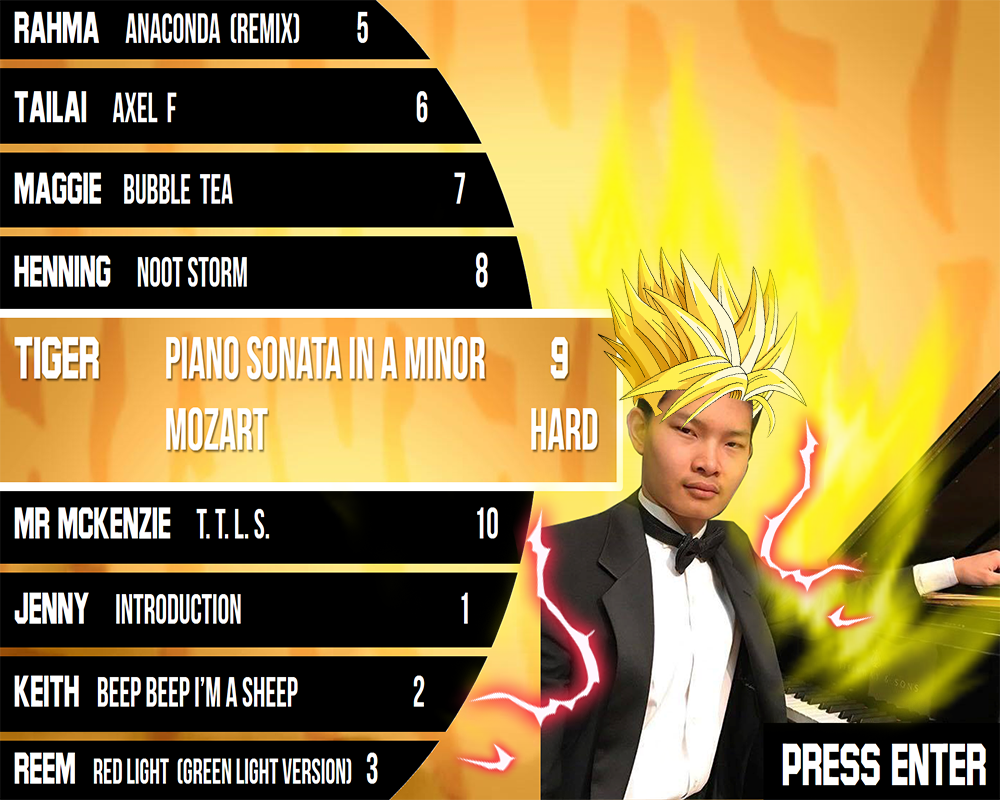 RAHMA ANACONDA (REMIX) 5
TAILAI AXEL F 6
MAGGIE BUBBLE TEA 7
HENNING NOOT STORM 8
TIGER PIANO SONATA IN A MINOR 9
MOZART HARD
MR MCKENZIE T. T. L. S. 10
JENNY INTRODUCTION 1
KEITH BEEP BEEP I'M A SHEEP 2
REEM RED LIGHT (GREEN LIGHT VERSION) 3
PRESS ENTER